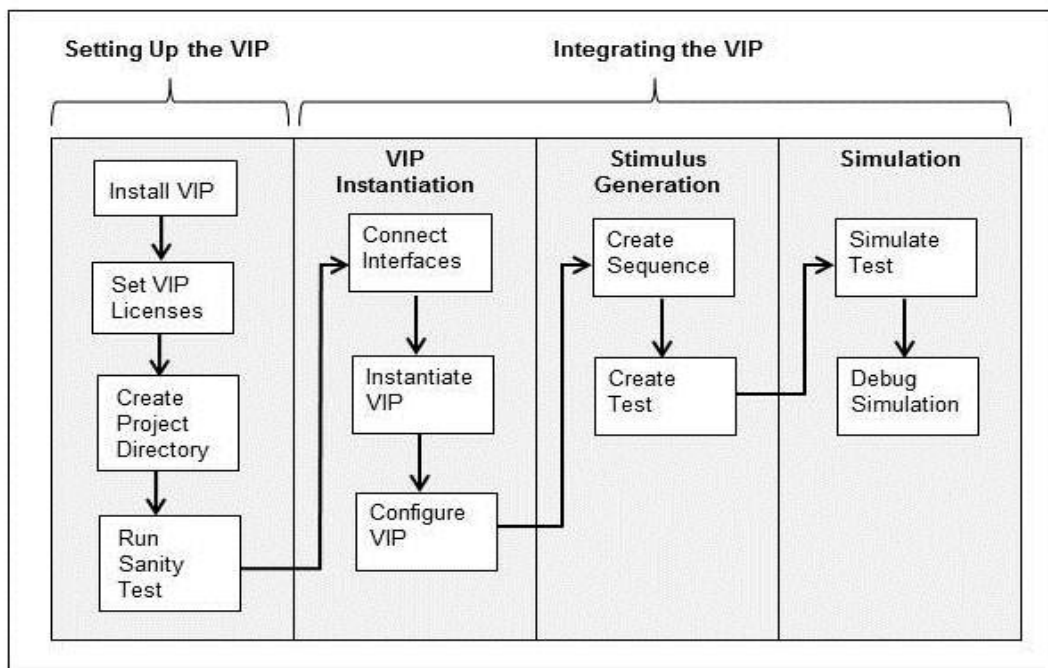 Setting Up the VIP
Integrating the VIP
Install VIP
Set VIP
Licenses
Create
Project
Directory
Run
Sanity
Test
VIP
Instantiation
Connect
Interfaces
Instantiate
VIP
Configure
VIP
Stimulus
Generation
Create
Sequence
Create
Test
Simulation
Simulate
Test
Debug
Simulation